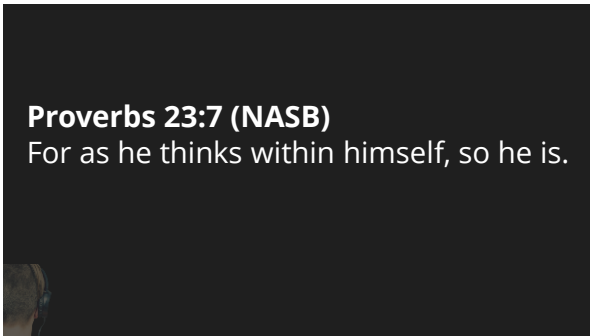 Proverbs 23:7 (NASB)
For as he thinks within himself, so he is.